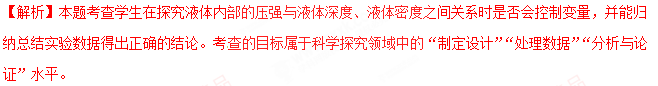 【解析】本题考查学生在探究液体内部的压强与液体深度、液体密度之间关系时是否会控制变量，并能归
纳总结实验数据得出正确的结论。考查的目标属于科学探究领域中的“制定设计”“处理数据”“分析与论
证”水平。